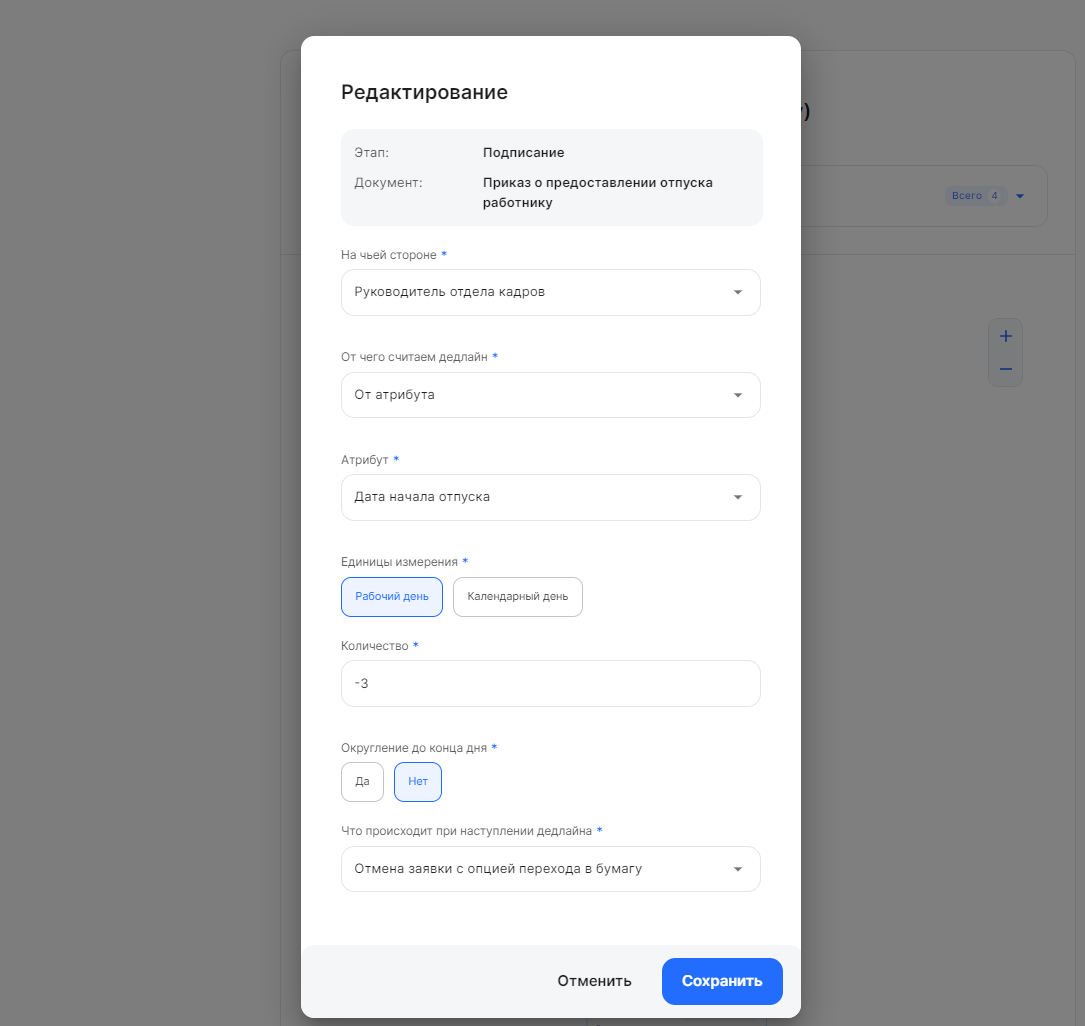 Редактирование
Этап: Подписание
Документ: Приказ о предоставлении отпуска
работнику
На чьей стороне *
Руководитель отдела кадров
От чего считаем дедлайн *
От атрибута
Атрибут *
Дата начала отпуска
Единицы измерения *
Рабочий день Календарный день
Количество *
-3
Округление до конца дня *
Да Нет
Что происходит при наступлении дедлайна *
Отмена заявки с опцией перехода в бумагу
Отменить Сохранить
Всего 4